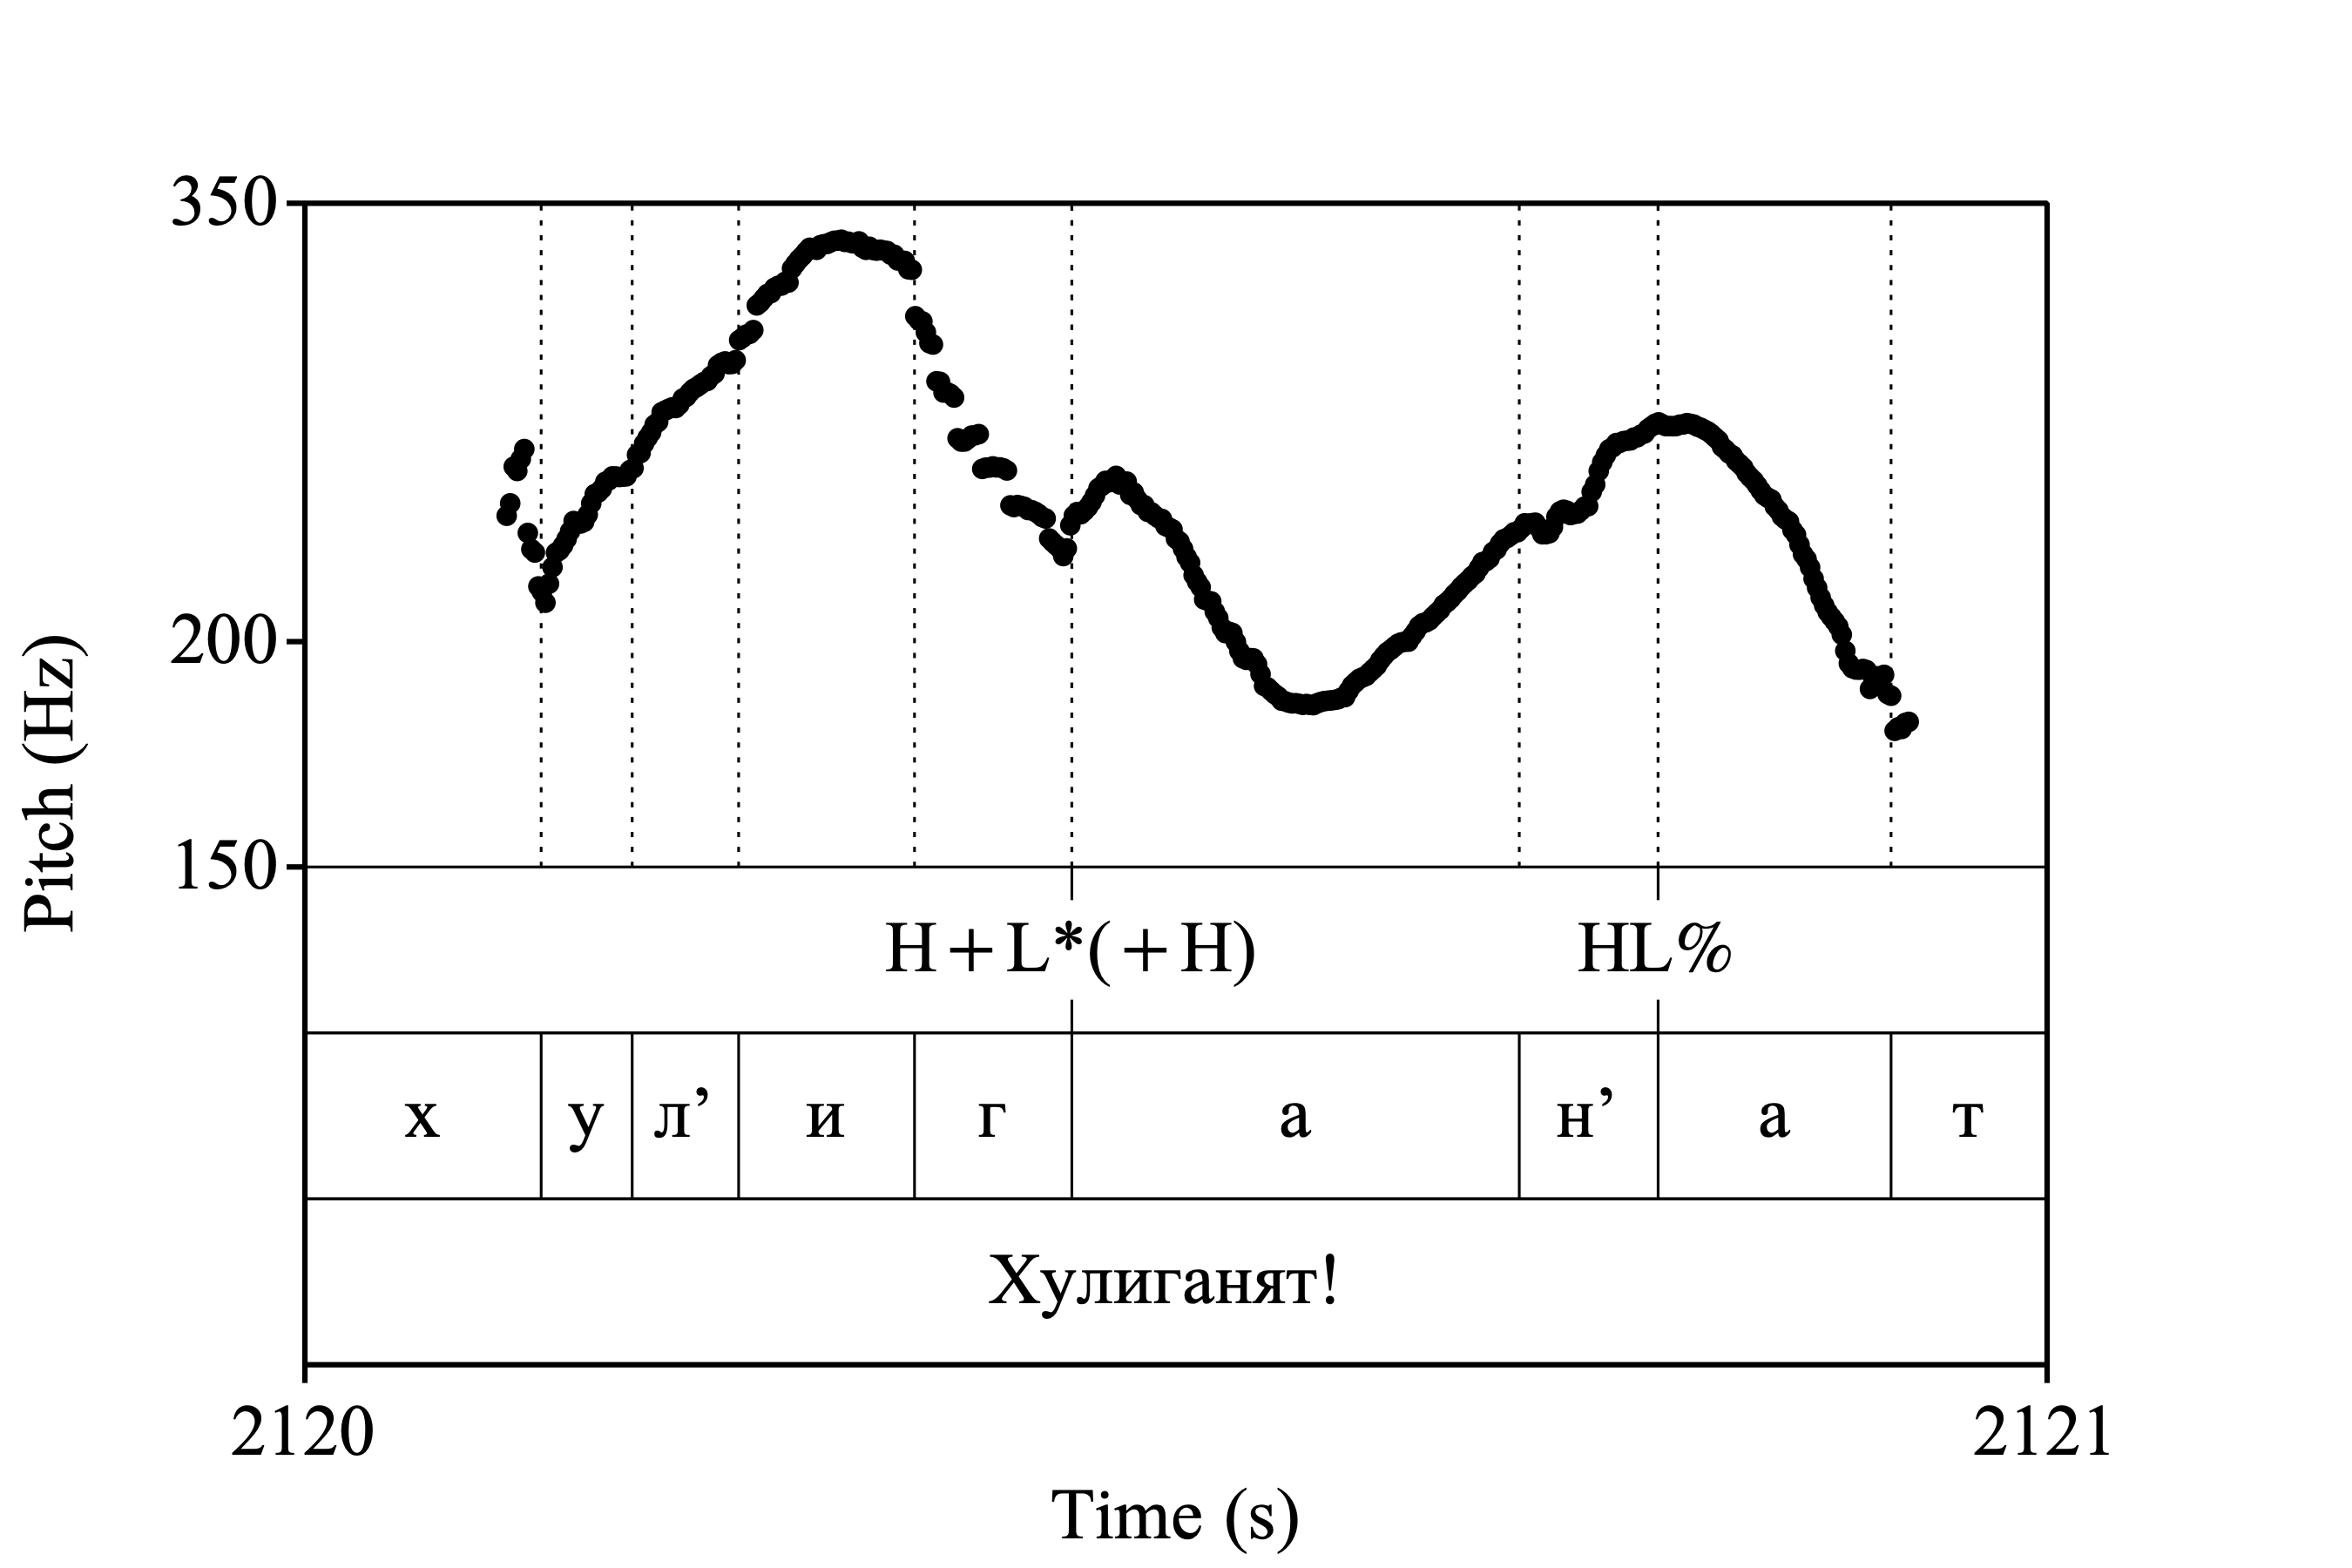 350
200
150
Pitch (Hz)
H+L*(+H) HL%
х у л’ и г а н’ а т
Хулиганят!
2120 2121
Time (s)